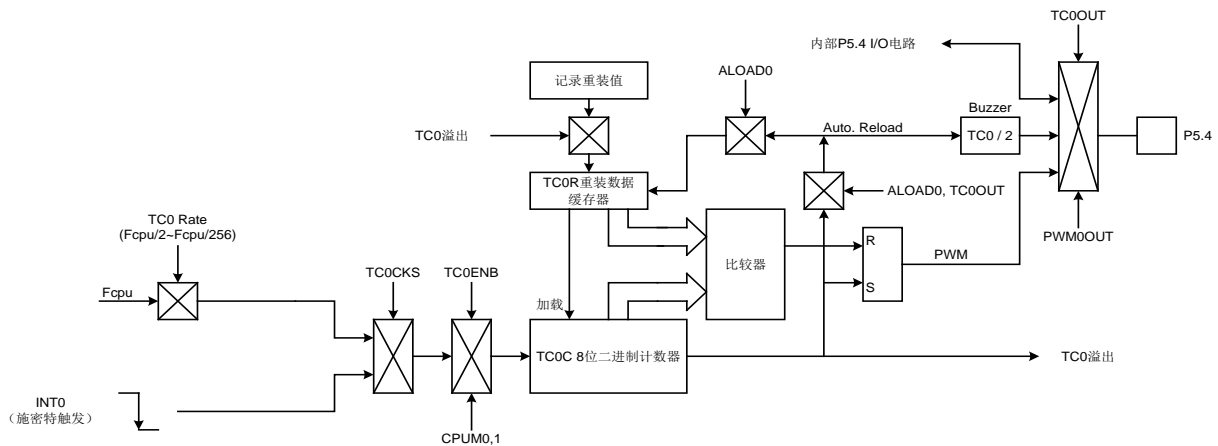 TC0OUT
内部P5.4 I/O电路
记录重装值
ALOAD0
Buzzer
TC0溢出
Auto. Reload
TC0 / 2
P5.4
TC0R重装数据
缓存器
ALOAD0, TC0OUT
TC0 Rate
(Fcpu/2~Fcpu/256)
PWM0OUT
R
比较器
PWM
TC0CKS
TC0ENB
Fcpu
S
加载
TC0C 8位二进制计数器
TC0溢出
INT0
（施密特触发）
CPUM0,1